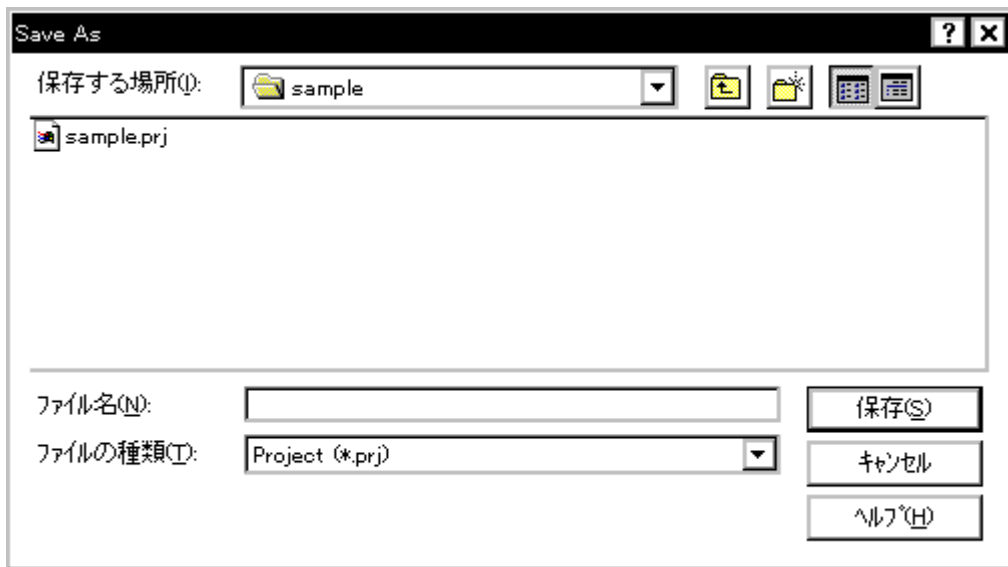 Save As
保存する場所(I): sample
sample.prj
ファイル名(N):
保存(S)
ファイルの種類(T): Project (*.prj)
キャンセル
ヘルプ(H)